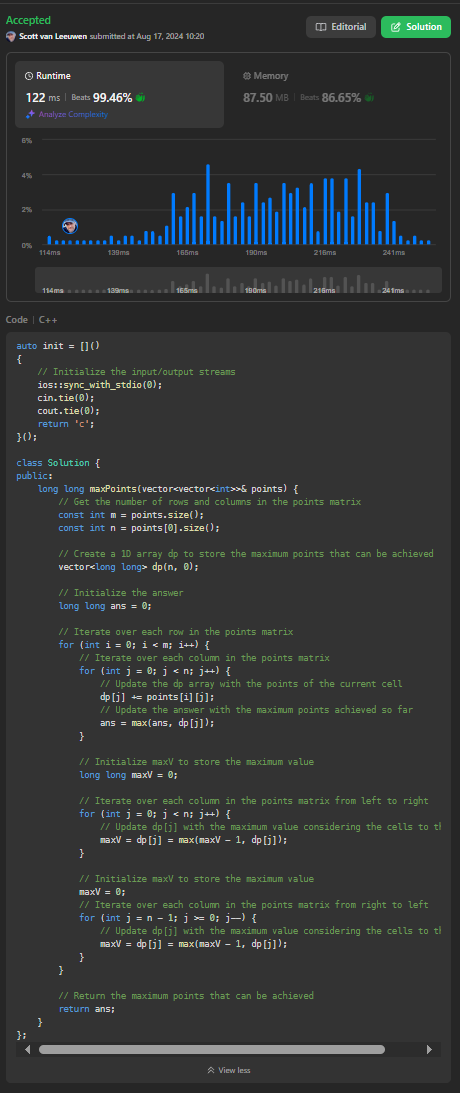 Accepted
Scott van Leeuwen submitted at Aug 17, 2024 10:20
Editorial
Solution
Runtime
122 ms | Beats 99.46%
Analyze Complexity
Memory
87.50 MB | Beats 86.65%
6%
4%
2%
0%
114ms 139ms 165ms 190ms 216ms 241ms
114ms 139ms 165ms 190ms 216ms 241ms
Code | C++
auto init = []()
{
    // Initialize the input/output streams
    ios::sync_with_stdio(0);
    cin.tie(0);
    cout.tie(0);
    return 'c';
}();
class Solution {
public:
    long long maxPoints(vector<vector<int>>& points) {
        // Get the number of rows and columns in the points matrix
        const int m = points.size();
        const int n = points[0].size();
        // Create a 1D array dp to store the maximum points that can be achieved
        vector<long long> dp(n, 0);
        // Initialize the answer
        long long ans = 0;
        // Iterate over each row in the points matrix
        for (int i = 0; i < m; i++) {
            // Iterate over each column in the points matrix
            for (int j = 0; j < n; j++) {
                // Update the dp array with the points of the current cell
                dp[j] += points[i][j];
                // Update the answer with the maximum points achieved so far
                ans = max(ans, dp[j]);
            }
            // Initialize maxV to store the maximum value
            long long maxV = 0;
            // Iterate over each column in the points matrix from left to right
            for (int j = 0; j < n; j++) {
                // Update dp[j] with the maximum value considering the cells to
                maxV = dp[j] = max(maxV - 1, dp[j]);
            }
            // Initialize maxV to store the maximum value
            maxV = 0;
            // Iterate over each column in the points matrix from right to left
            for (int j = n - 1; j >= 0; j--) {
                // Update dp[j] with the maximum value considering the cells to
                maxV = dp[j] = max(maxV - 1, dp[j]);
            }
        }
        // Return the maximum points that can be achieved
        return ans;
    }
};
View less